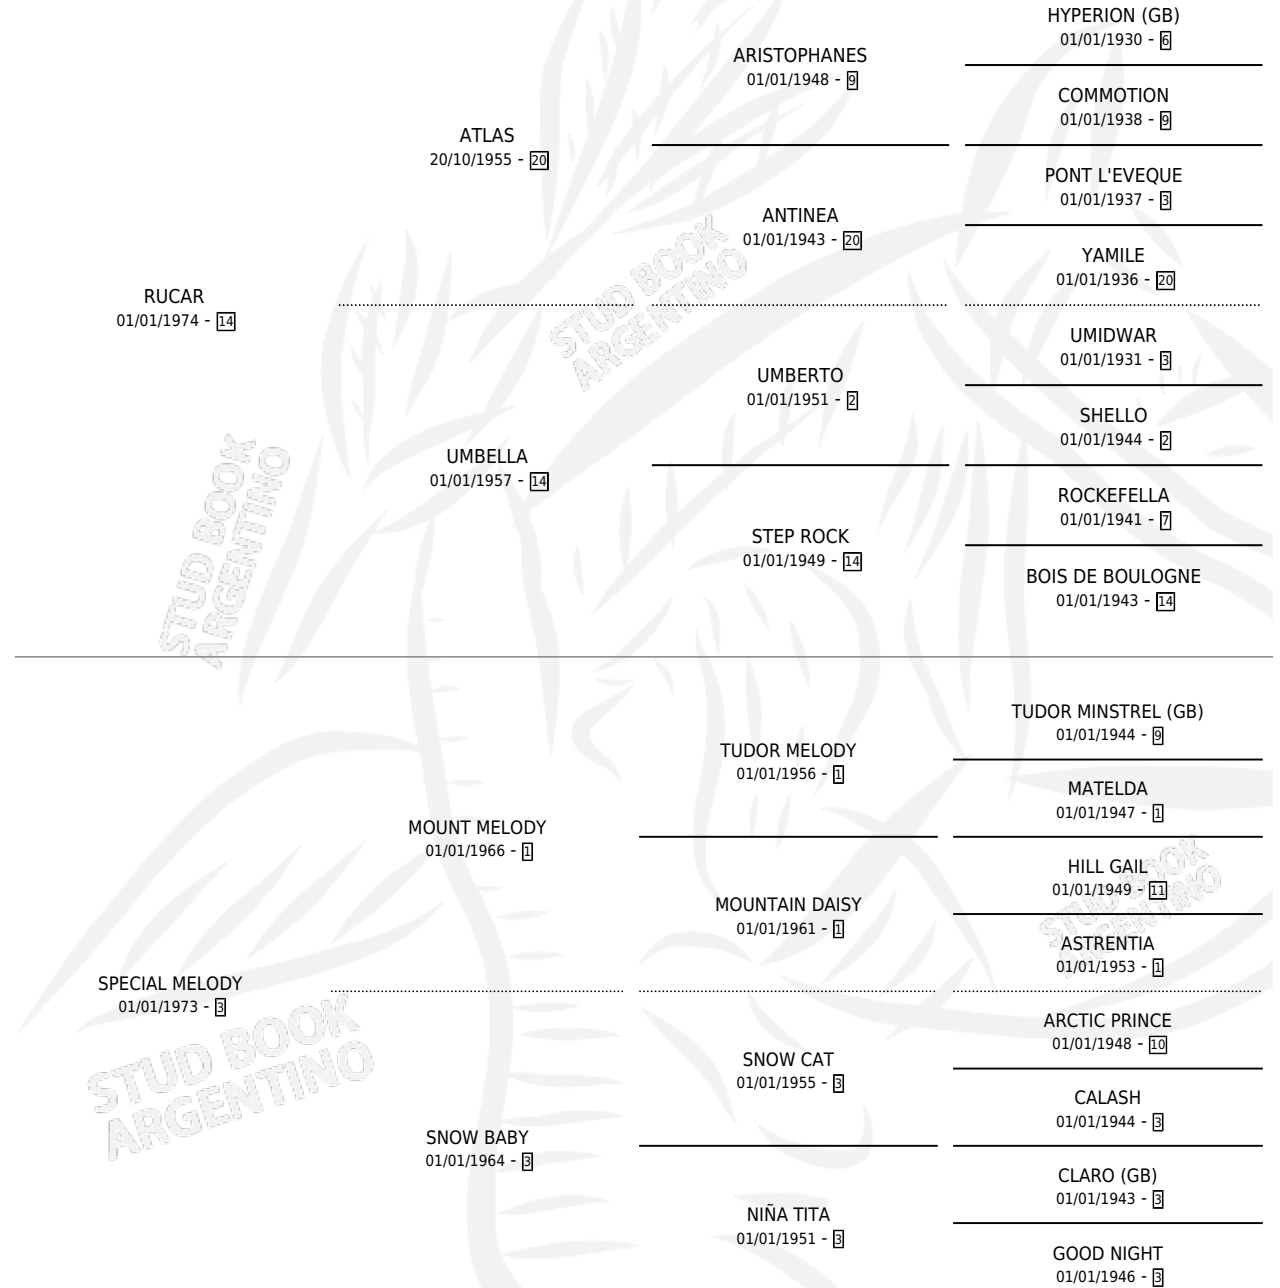 HYPERION (GB)
01/01/1930 - 6
ARISTOPHANES
01/01/1948 - 9
COMMOTION
01/01/1938 - 9
ATLAS
20/10/1955 - 20
PONT L'EVEQUE
01/01/1937 - 3
ANTINEA
01/01/1943 - 20
YAMILE
01/01/1936 - 20
RUCAR
01/01/1974 - 14
UMIDWAR
01/01/1931 - 3
UMBERTO
01/01/1951 - 2
SHELLO
01/01/1944 - 2
UMBELLA
01/01/1957 - 14
ROCKEFELLA
01/01/1941 - 7
STEP ROCK
01/01/1949 - 14
BOIS DE BOULOGNE
01/01/1943 - 14
STUD BOOK
ARGENTINO
STUD BOOK
ARGENTINO
TUDOR MINSTREL (GB)
01/01/1944 - 9
TUDOR MELODY
01/01/1956 - 1
MATELDA
01/01/1947 - 1
MOUNT MELODY
01/01/1966 - 1
HILL GAIL
01/01/1949 - 11
MOUNTAIN DAISY
01/01/1961 - 1
ASTRENTIA
01/01/1953 - 1
SPECIAL MELODY
01/01/1973 - 3
ARCTIC PRINCE
01/01/1948 - 10
SNOW CAT
01/01/1955 - 3
CALASH
01/01/1944 - 3
SNOW BABY
01/01/1964 - 3
CLARO (GB)
01/01/1943 - 3
NIÑA TITA
01/01/1951 - 3
GOOD NIGHT
01/01/1946 - 3
STUD BOOK
ARGENTINO
STUD BOOK
ARGENTINO